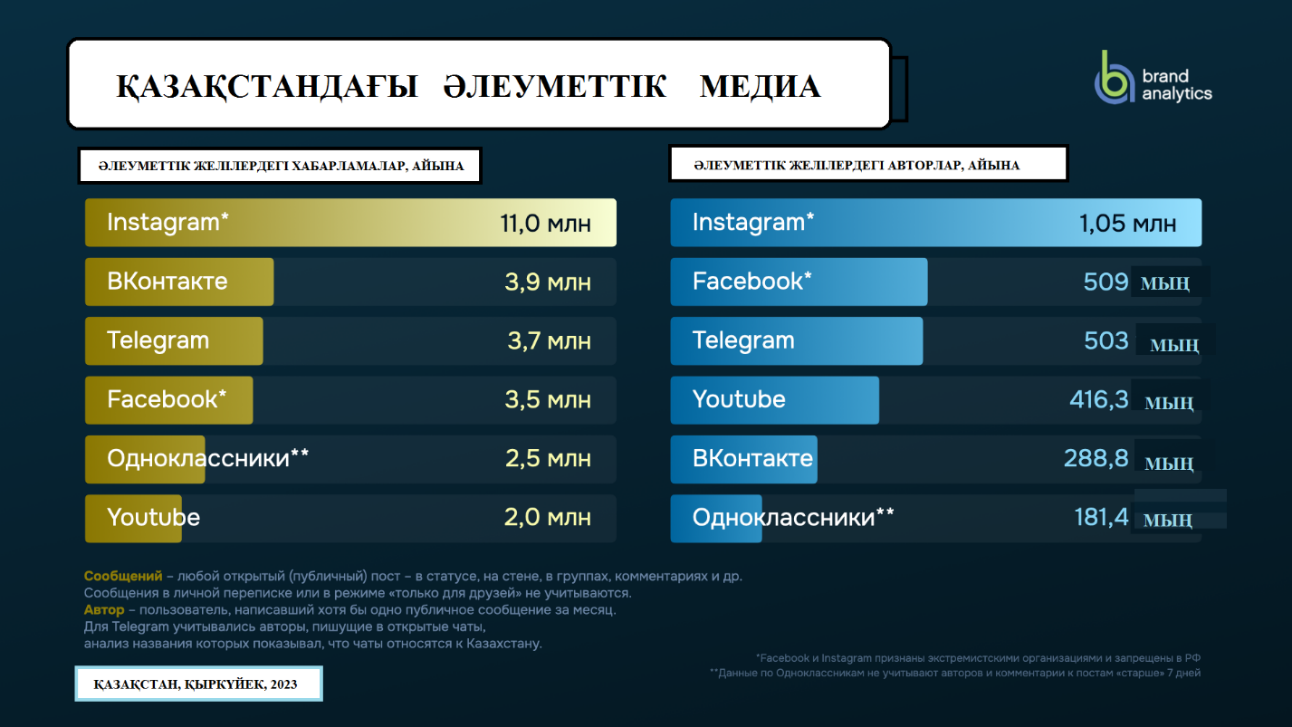 ҚАЗАҚСТАНДАҒЫ ӘЛЕУМЕТТІК МЕДИА
brand
analytics
ӘЛЕУМЕТТІК ЖЕЛІЛЕРДЕГІ ХАБАРЛАМАЛАР, АЙЫНА
Instagram* 11,0 млн
ВКонтакте 3,9 млн
Telegram 3,7 млн
Facebook* 3,5 млн
Одноклассники** 2,5 млн
Youtube 2,0 млн
ӘЛЕУМЕТТІК ЖЕЛІЛЕРДЕГІ АВТОРЛАР, АЙЫНА
Instagram* 1,05 млн
Facebook* 509 МЫҢ
Telegram 503 МЫҢ
Youtube 416,3 МЫҢ
ВКонтакте 288,8 МЫҢ
Одноклассники** 181,4 МЫҢ
Сообщений – любой открытый (публичный) пост – в статусе, на стене, в группах, комментариях и др.
Сообщения в личной переписке или в режиме «только для друзей» не учитываются.
Автор – пользователь, написавший хотя бы одно публичное сообщение за месяц.
Для Telegram учитывались авторы, пишущие в открытые чаты,
анализ названия которых показывал, что чаты относятся к Казахстану.
*Facebook и Instagram признаны экстремистскими организациями и запрещены в РФ
**Данные по Одноклассникам не учитывают авторов и комментарии к постам «старше» 7 дней
ҚАЗАҚСТАН, ҚЫРКҮЙЕК, 2023